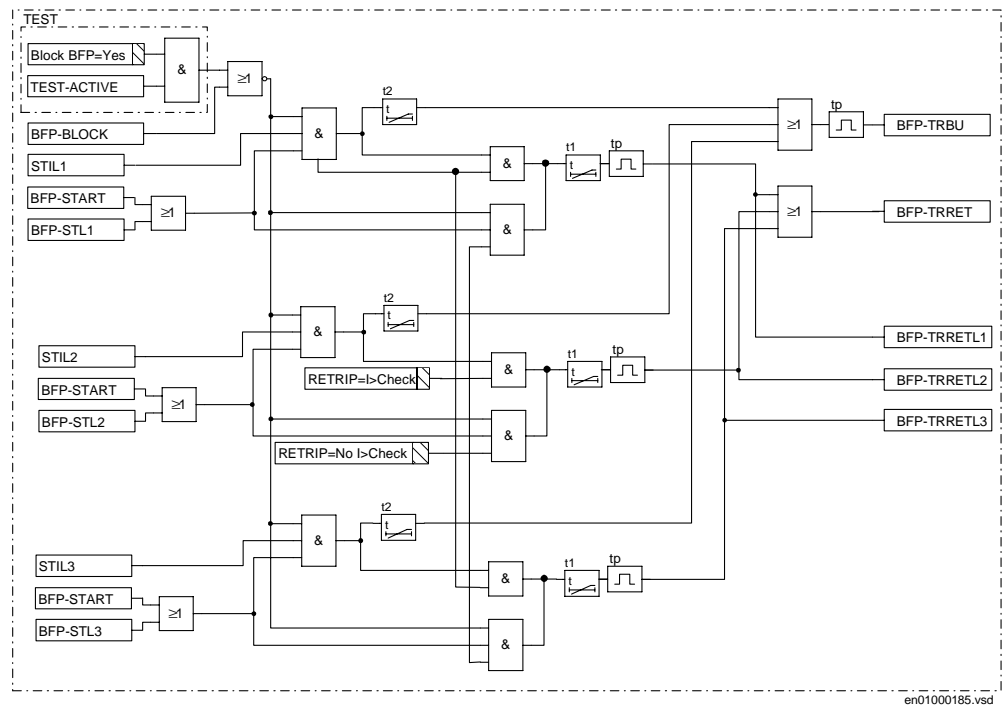 TEST
Block BFP=Yes
&
TEST-ACTIVE
≥1
BFP-BLOCK
STIL1
BFP-START
BFP-STL1
≥1
&
t2
t
&
&
t1
t
tp
≥1
tp
BFP-TRBU
≥1
BFP-TRRET
STIL2
BFP-START
BFP-STL2
≥1
&
t2
t
RETRIP=I>Check
&
RETRIP=No I>Check
&
t1
t
tp
BFP-TRRETL1
BFP-TRRETL2
BFP-TRRETL3
STIL3
BFP-START
BFP-STL3
≥1
&
t2
t
&
&
t1
t
tp
en01000185.vsd